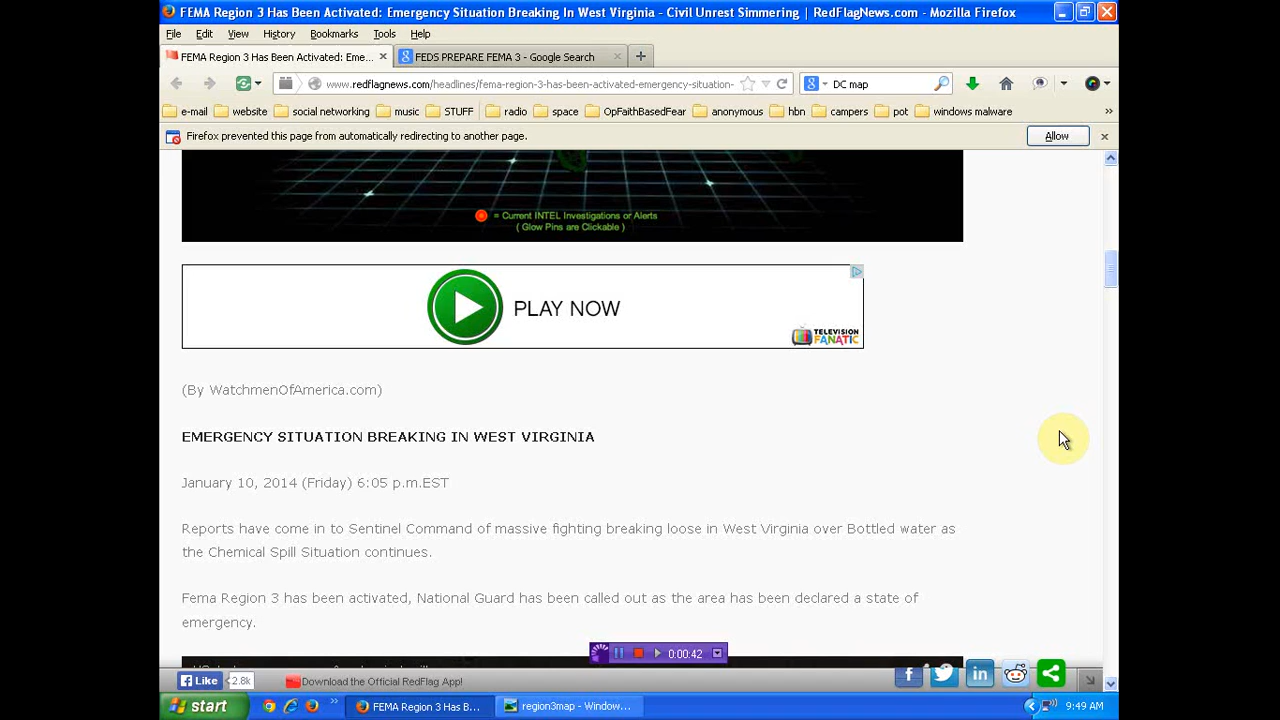 FEMA Region 3 Has Been Activated: Emergency Situation Breaking In West Virginia - Civil Unrest Simmering | RedFlagNews.com - Mozilla Firefox
File Edit View History Bookmarks Tools Help
FEMA Region 3 Has Been Activated: Eme... FEDS PREPARE FEMA 3 - Google Search
www.redflagnews.com/headlines/fema-region-3-has-been-activated-emergency-situation- DC map
e-mail website social networking music STUFF radio space OpFaithBasedFear anonymous hbn campers pot windows malware
Firefox prevented this page from automatically redirecting to another page. Allow
= Current INTEL Investigations or Alerts
( Glow Pins are Clickable )
PLAY NOW
TELEVISION
FANATIC
(By WatchmenOfAmerica.com)
EMERGENCY SITUATION BREAKING IN WEST VIRGINIA
January 10, 2014 (Friday) 6:05 p.m.EST
Reports have come in to Sentinel Command of massive fighting breaking loose in West Virginia over Bottled water as
the Chemical Spill Situation continues.
Fema Region 3 has been activated, National Guard has been called out as the area has been declared a state of
emergency.
0:00:42
Like 2.8k Download the Official RedFlag App!
start FEMA Region 3 Has B... region3map - Window... 9:49 AM